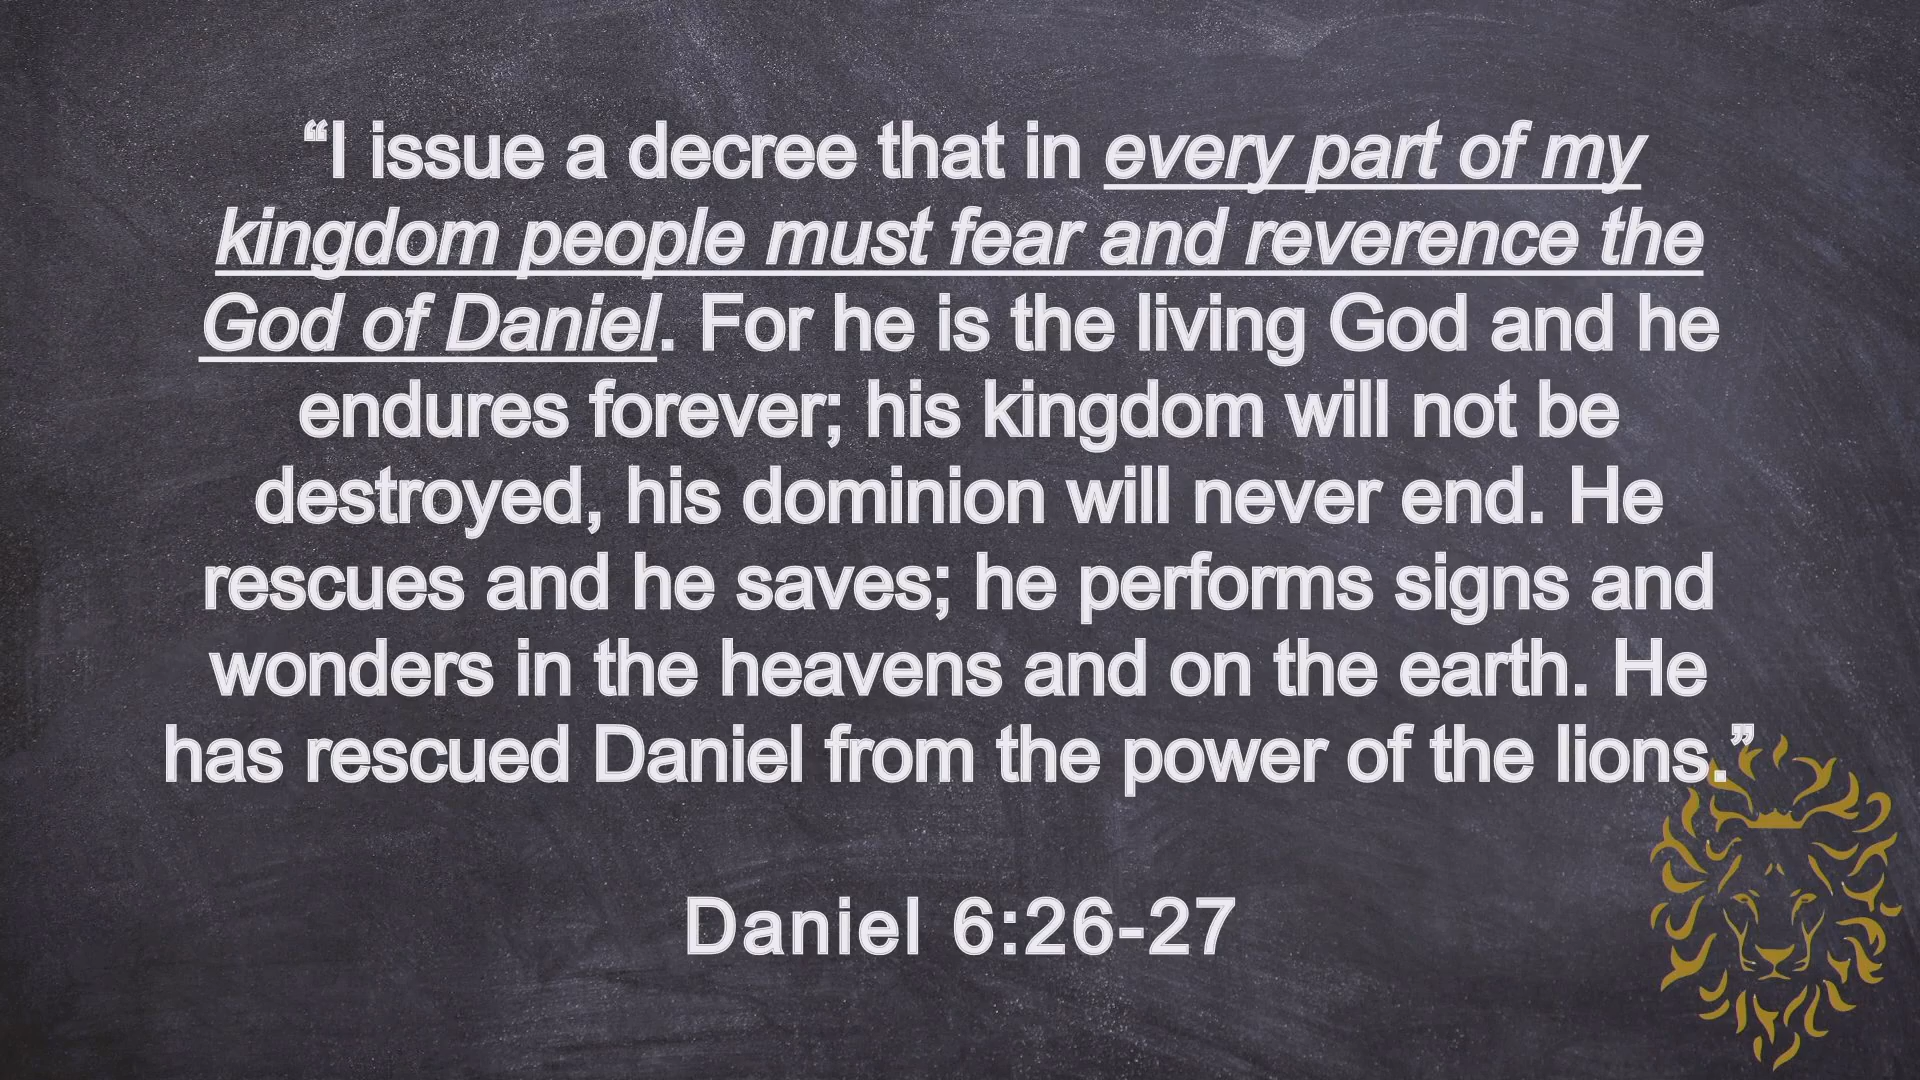 “I issue a decree that in every part of my
kingdom people must fear and reverence the
God of Daniel. For he is the living God and he
endures forever; his kingdom will not be
destroyed, his dominion will never end. He
rescues and he saves; he performs signs and
wonders in the heavens and on the earth. He
has rescued Daniel from the power of the lions.”
Daniel 6:26-27